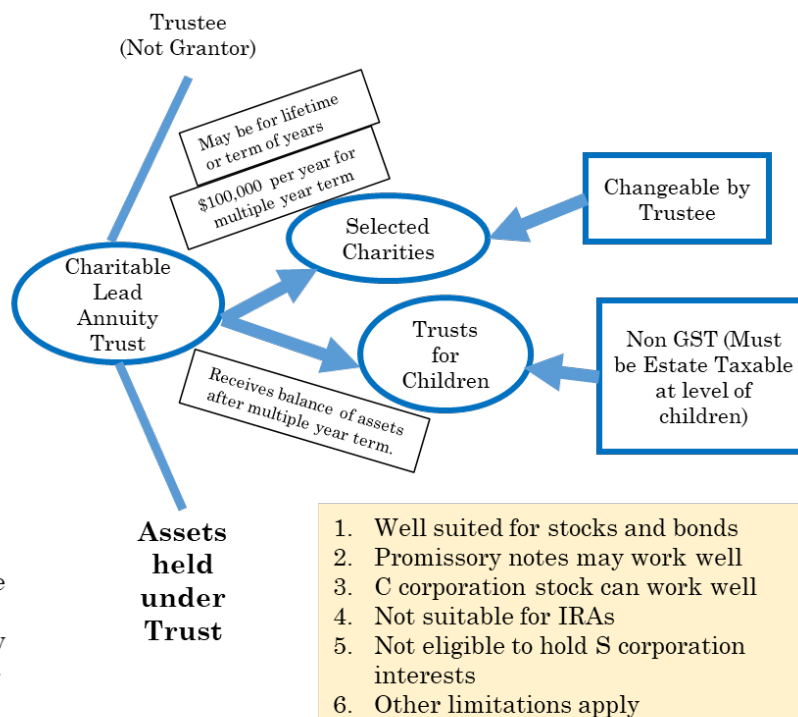 Trustee
(Not Grantor)
May be for lifetime
or term of years
$100,000 per year for
multiple year term
Selected
Charities
Changeable by
Trustee
Charitable
Lead
Annuity
Trust
Trusts
for
Children
Non GST (Must
be Estate Taxable
at level of
children)
Receives balance of assets
after multiple year term.
Assets
held
under
Trust
1. Well suited for stocks and bonds
2. Promissory notes may work well
3. C corporation stock can work well
4. Not suitable for IRAs
5. Not eligible to hold S corporation
interests
6. Other limitations apply